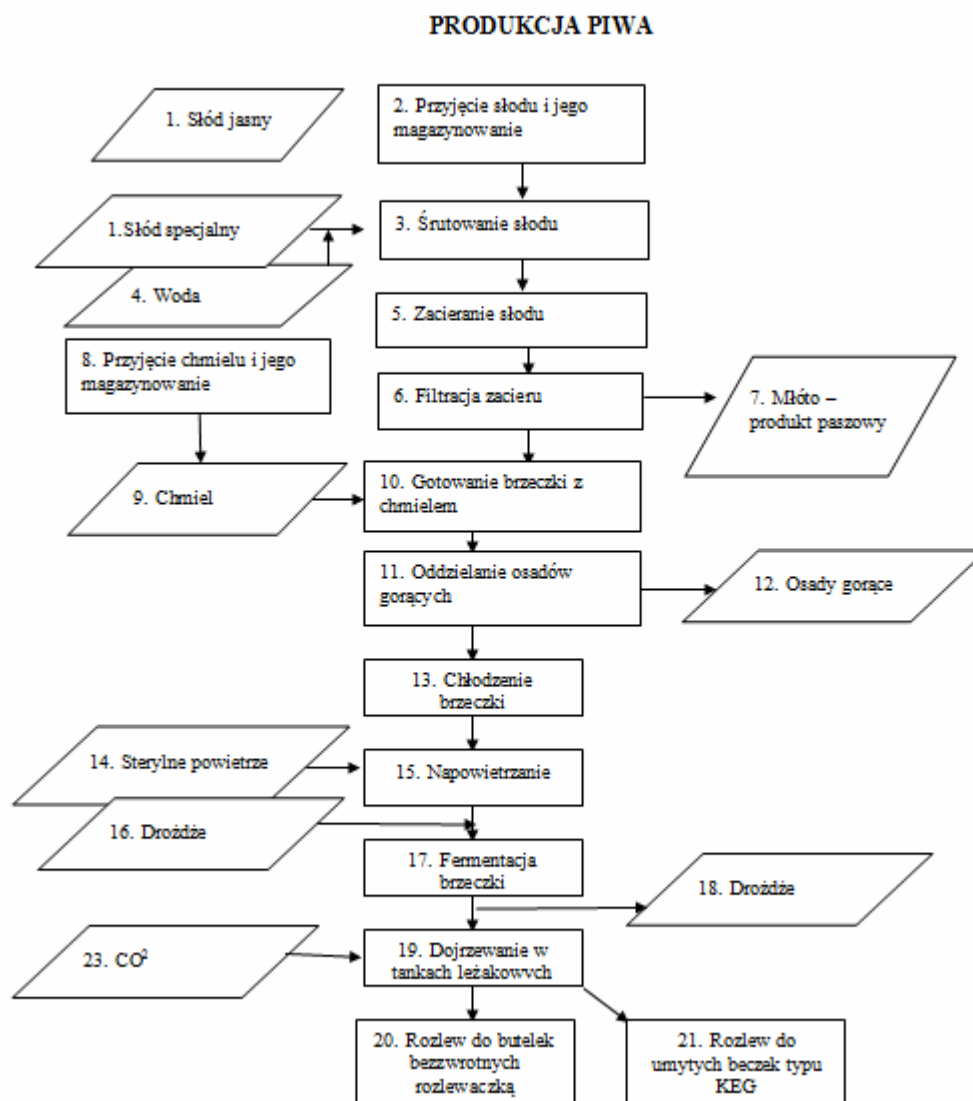 PRODUKCJA PIWA
1. Słód jasny
2. Przyjęcie słodu i jego
magazynowanie
1.Słód specjalny
3. Śrutowanie słodu
4. Woda
5. Zacieranie słodu
8. Przyjęcie chmielu i jego
magazynowanie
6. Filtracja zacieru
7. Młóto –
produkt paszowy
9. Chmiel
10. Gotowanie brzeczki z
chmielem
11. Oddzielanie osadów
gorących
12. Osady gorące
13. Chłodzenie
brzeczki
14. Sterylne powietrze
15. Napowietrzanie
16. Drożdże
17. Fermentacja
brzeczki
18. Drożdże
23. CO²
19. Dojrzewanie w
tankach leżakowych
20. Rozlew do butelek
bezzwrotnych
rozlewaczką
21. Rozlew do
umytych beczek typu
KEG